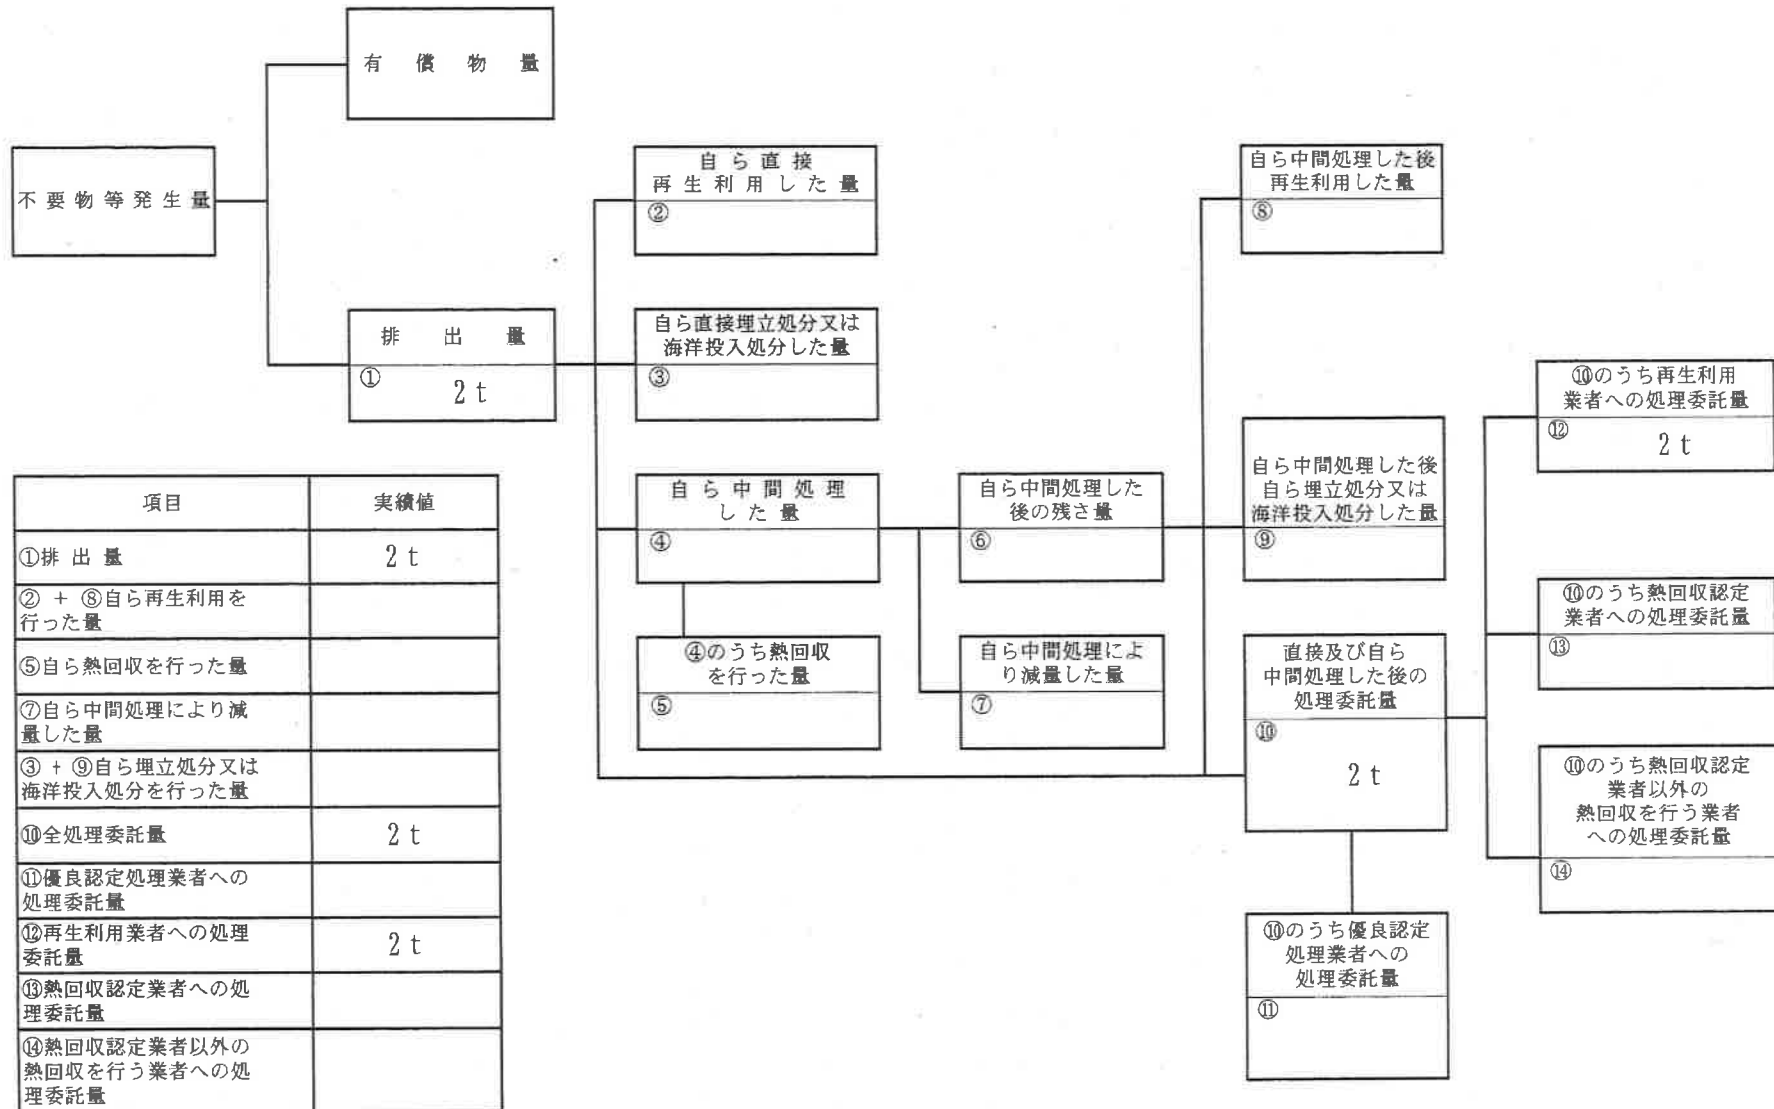 有償物量
不要物等発生量
排出量
① 2t
自ら直接
再生利用した量
②
自ら直接埋立処分又は
海洋投入処分した量
③
自ら中間処理
した量
④
④のうち熱回収
を行った量
⑤
自ら中間処理した
後の残さ量
⑥
自ら中間処理によ
り減量した量
⑦
自ら中間処理した後
再生利用した量
⑧
自ら中間処理した後
自ら埋立処分又は
海洋投入処分した量
⑨
直接及び自ら
中間処理した後の
処理委託量
⑩
2t
⑩のうち優良認定
処理業者への
処理委託量
⑪
⑩のうち再生利用
業者への処理委託量
⑫ 2t
⑩のうち熱回収認定
業者への処理委託量
⑬
⑩のうち熱回収認定
業者以外の
熱回収を行う業者
への処理委託量
⑭
項目 実績値
①排出量 2t
② + ⑧自ら再生利用を
行った量
⑤自ら熱回収を行った量
⑦自ら中間処理により減
量した量
③ + ⑨自ら埋立処分又は
海洋投入処分を行った量
⑩全処理委託量 2t
⑪優良認定処理業者への
処理委託量
⑫再生利用業者への処理
委託量 2t
⑬熱回収認定業者への処
理委託量
⑭熱回収認定業者以外の
熱回収を行う業者への処
理委託量